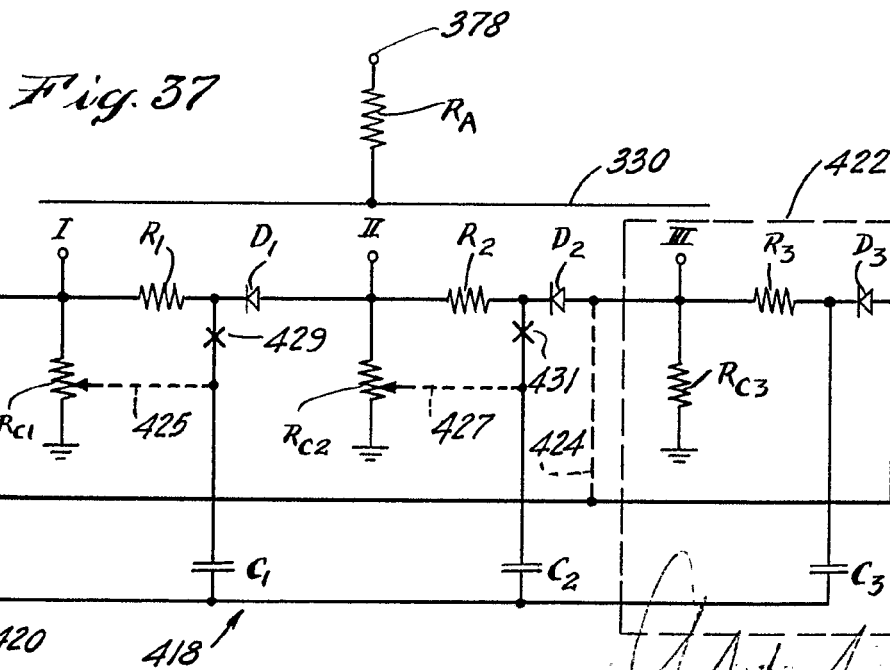 378
Fig. 37
R_A
330
422
I
R_1
D_1
II
R_2
D_2
III
R_3
D_3
429
431
R_C1
425
R_C2
427
424
R_C3
C_1
C_2
C_3
420
418